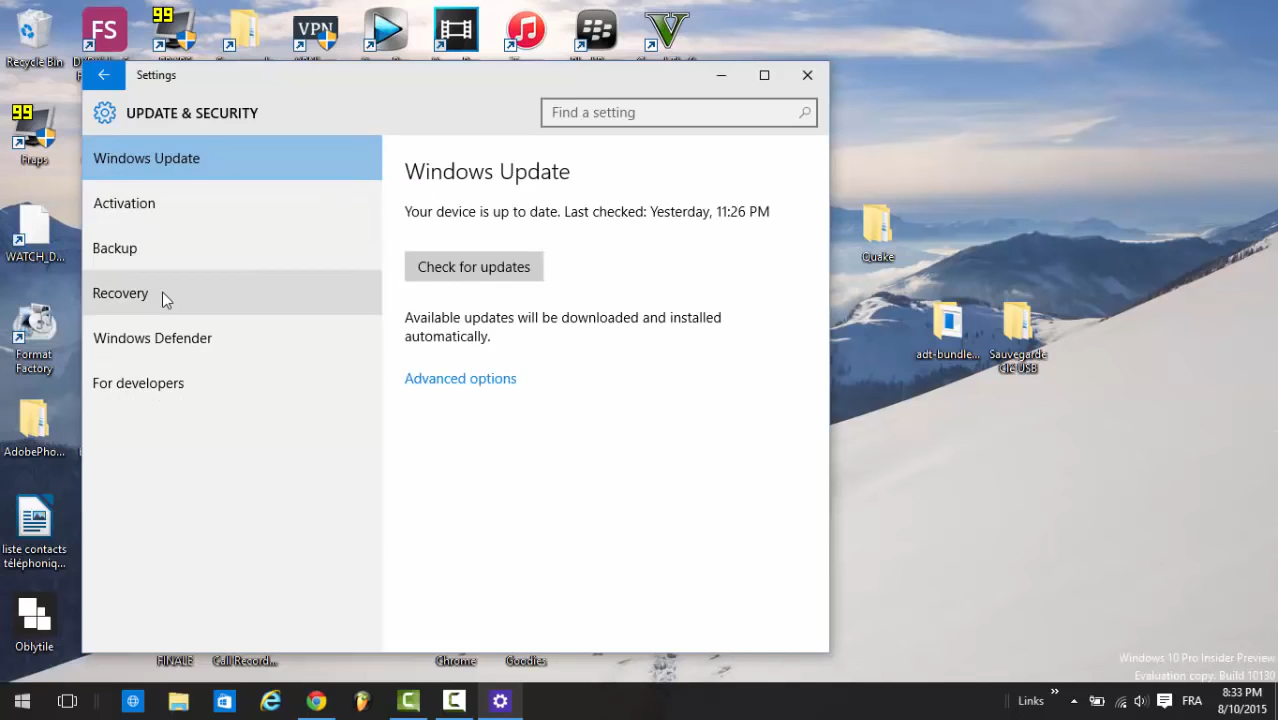 FS
99
VPN
Recycle Bin
Settings
UPDATE & SECURITY
Find a setting
99
Fraps
Windows Update
Activation
Backup
Recovery
Windows Defender
For developers
Windows Update
Your device is up to date. Last checked: Yesterday, 11:26 PM
Check for updates
Available updates will be downloaded and installed
automatically.
Advanced options
WATCH_D...
Format
Factory
AdobePho...
liste contacts
téléphoniq...
Oblytile
Quake
adt-bundle...
Sauvegarde
Clé USB
FINALE
Call Record...
Chrome
Goodies
Windows 10 Pro Insider Preview
Evaluation copy. Build 10130
Links
FRA
8:33 PM
8/10/2015